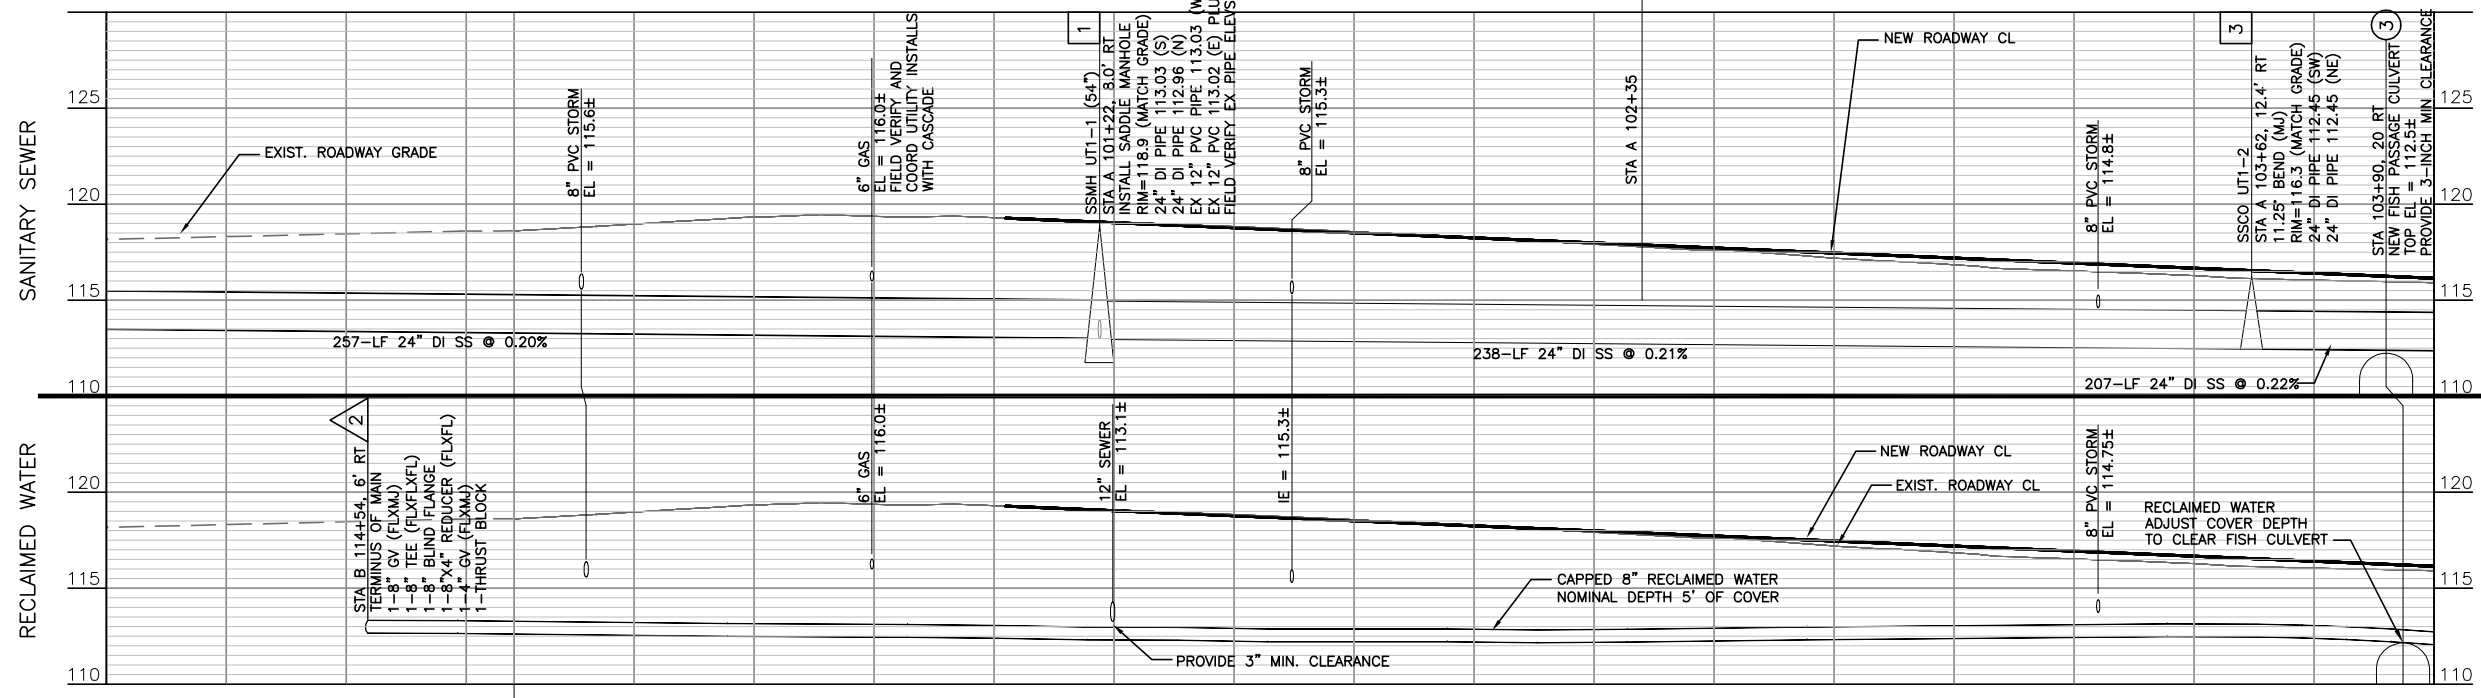 SANITARY SEWER
125
120
115
110
EXIST. ROADWAY GRADE
257-LF 24" DI SS @ 0.20%
8" PVC STORM
EL = 115.6±
6" GAS
EL = 116.0±
FIELD VERIFY AND
COORD UTILITY INSTALLS
WITH CASCADE
1
SSMH UT1-1 (54")
STA A 101+22, 8.0' RT
INSTALL SADDLE MANHOLE
RIM=118.9 (MATCH GRADE)
24" DI PIPE 113.03 (S)
24" DI PIPE 112.96 (N)
EX 12" PVC PIPE 113.03
EX 12" PVC 113.02 (E)
FIELD VERIFY EX PIPE ELEVS
8" PVC STORM
EL = 115.3±
STA A 102+35
238-LF 24" DI SS @ 0.21%
NEW ROADWAY CL
8" PVC STORM
EL = 114.8±
3
SSCO UT1-2
STA A 103+62, 12.4' RT
11.25° BEND (MJ)
RIM=116.3 (MATCH GRADE)
24" DI PIPE 112.45 (SW)
24" DI PIPE 112.45 (NE)
3
STA 103+90, 20 RT
NEW FISH PASSAGE CULVERT
TOP EL = 112.5±
PROVIDE 3-INCH MIN CLEARANCE
207-LF 24" DI SS @ 0.22%
125
120
115
110
RECLAIMED WATER
120
115
110
2
STA B 114+54, 6' RT
TERMINUS OF MAIN
1-8" GV (FLXMJ)
1-8" TEE (FLXFLXFL)
1-8" BLIND FLANGE
1-8"X4" REDUCER (FLXFL)
1-4" GV (FLXMJ)
1-THRUST BLOCK
6" GAS
EL = 116.0±
12" SEWER
EL = 113.1±
PROVIDE 3" MIN. CLEARANCE
IE = 115.3±
CAPPED 8" RECLAIMED WATER
NOMINAL DEPTH 5' OF COVER
NEW ROADWAY CL
EXIST. ROADWAY CL
8" PVC STORM
EL = 114.75±
RECLAIMED WATER
ADJUST COVER DEPTH
TO CLEAR FISH CULVERT
120
115
110